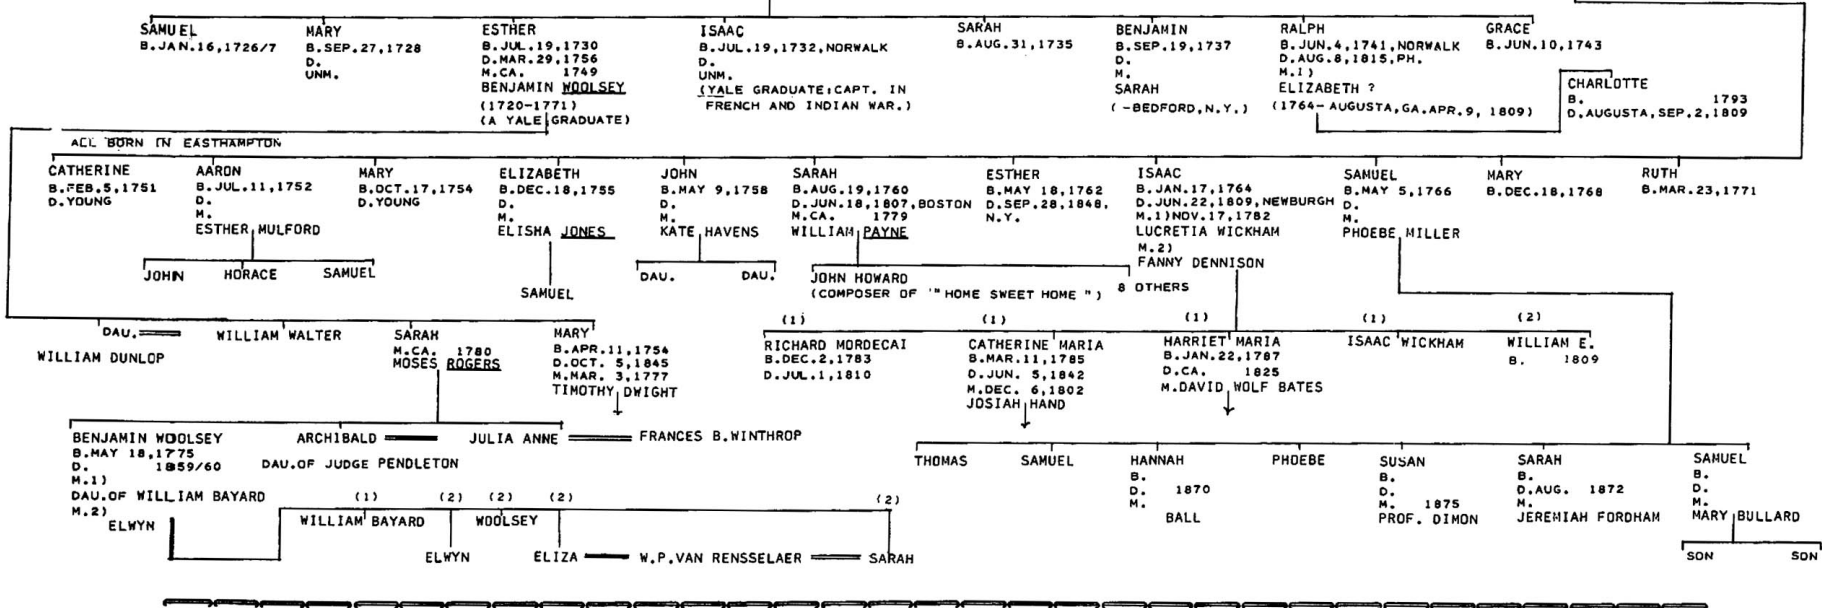 SAMUEL
B.JAN.16,1726/7
MARY
B.SEP.27,1728
D.
UNM.
ESTHER
B.JUL.19,1730
D.MAR.29,1756
M.CA. 1749
BENJAMIN WOOLSEY
(1720-1771)
(A YALE GRADUATE)
ISAAC
B.JUL.19,1732,NORWALK
D.
UNM.
(YALE GRADUATE;CAPT. IN
FRENCH AND INDIAN WAR.)
SARAH
B.AUG.31,1735
BENJAMIN
B.SEP.19,1737
D.
M.
SARAH
( -BEDFORD,N.Y.)
RALPH
B.JUN.4,1741,NORWALK
D.AUG.8,1815,PH.
M.1)
ELIZABETH ?
(1764-AUGUSTA,GA.APR.9, 1809)
GRACE
B.JUN.10,1743
CHARLOTTE
B. 1793
D.AUGUSTA,SEP.2,1809
ALL BORN IN EASTHAMPTON
CATHERINE
B.FEB.5,1751
D.YOUNG
AARON
B.JUL.11,1752
D.
M.
ESTHER MULFORD
MARY
B.OCT.17,1754
D.YOUNG
ELIZABETH
B.DEC.18,1755
D.
M.
ELISHA JONES
JOHN
B.MAY 9,1758
D.
M.
KATE HAVENS
SARAH
B.AUG.19,1760
D.JUN.18,1807,BOSTON
M.CA. 1779
WILLIAM PAYNE
ESTHER
B.MAY 18,1762
D.SEP.28,1848,
N.Y.
ISAAC
B.JAN.17,1764
D.JUN.22,1809,NEWBURGH
M.1)NOV.17,1782
LUCRETIA WICKHAM
M.2)
FANNY DENNISON
SAMUEL
B.MAY 5,1766
D.
M.
PHOEBE MILLER
MARY
B.DEC.18,1768
RUTH
B.MAR.23,1771
JOHN
HORACE
SAMUEL
SAMUEL
DAU.
DAU.
JOHN HOWARD
(COMPOSER OF "HOME SWEET HOME")
8 OTHERS
DAU.
WILLIAM DUNLOP
WILLIAM WALTER
SARAH
M.CA. 1780
MOSES ROGERS
MARY
B.APR.11,1754
D.OCT. 5,1845
M.MAR. 3,1777
TIMOTHY DWIGHT
(1)
RICHARD MORDECAI
B.DEC.2,1783
D.JUL.1,1810
(1)
CATHERINE MARIA
B.MAR.11,1785
D.JUN. 5,1842
M.DEC. 6,1802
JOSIAH HAND
(1)
HARRIET MARIA
B.JAN.22,1787
D.CA. 1825
M.DAVID WOLF BATES
(1)
ISAAC WICKHAM
(2)
WILLIAM E.
B. 1809
BENJAMIN WOOLSEY
B.MAY 18,1775
D. 1859/60
M.1)
DAU.OF WILLIAM BAYARD
M.2)
ELWYN
ARCHIBALD
DAU.OF JUDGE PENDLETON
JULIA ANNE
FRANCES B.WINTHROP
THOMAS
SAMUEL
HANNAH
B.
D. 1870
M.
BALL
PHOEBE
SUSAN
B.
D.
M. 1875
PROF. DIMON
SARAH
B.
D.AUG. 1872
M.
JEREMIAH FORDHAM
SAMUEL
B.
D.
M.
MARY BULLARD
SON
SON
(1)
WILLIAM BAYARD
(2)
ELWYN
(2)
WOOLSEY
(2)
ELIZA
W.P.VAN RENSSELAER
(2)
SARAH